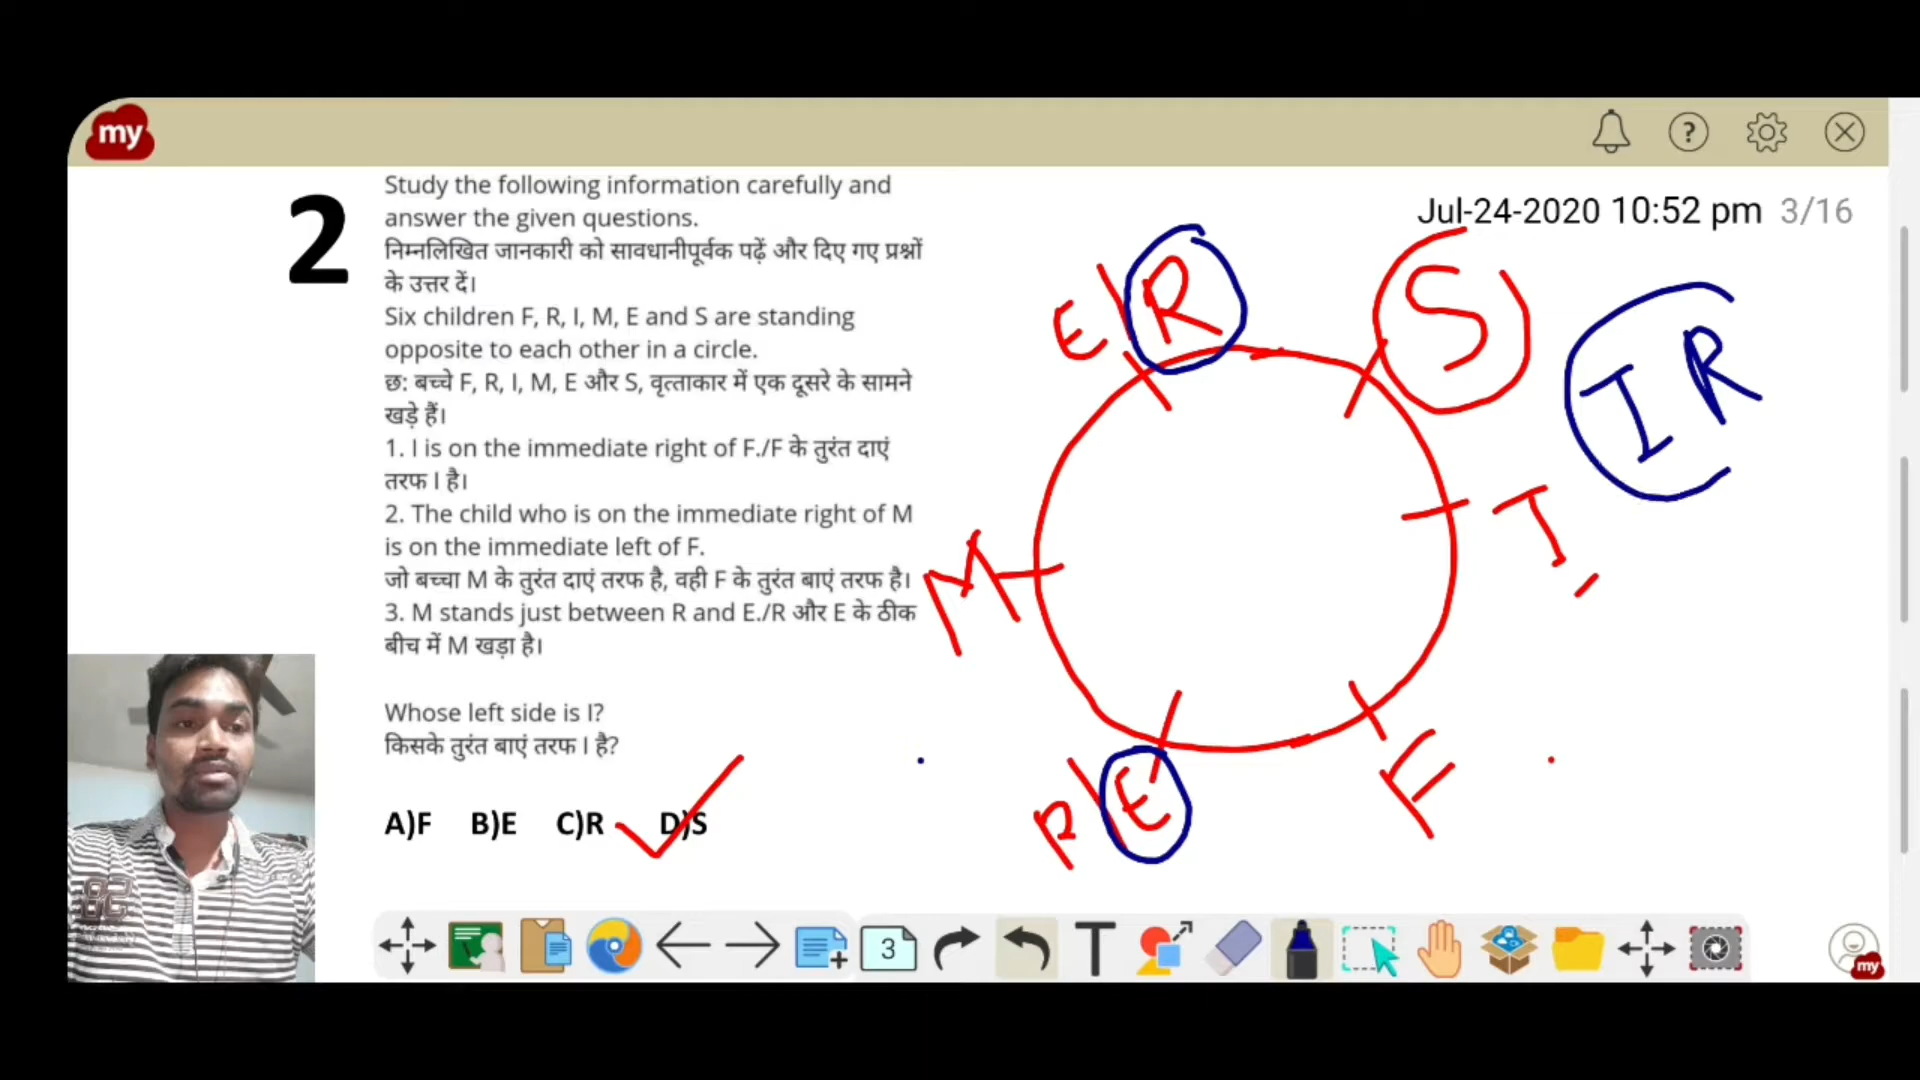 my
Jul-24-2020 10:52 pm 3/16
2
Study the following information carefully and
answer the given questions.
निम्नलिखित जानकारी को सावधानीपूर्वक पढ़ें और दिए गए प्रश्नों
के उत्तर दें।
Six children F, R, I, M, E and S are standing
opposite to each other in a circle.
छ: बच्चे F, R, I, M, E और S, वृत्ताकार में एक दूसरे के सामने
खड़े हैं।
1. I is on the immediate right of F./F के तुरंत दाएं
तरफ I है।
2. The child who is on the immediate right of M
is on the immediate left of F.
जो बच्चा M के तुरंत दाएं तरफ है, वही F के तुरंत बाएं तरफ है।
3. M stands just between R and E./R और E के ठीक
बीच में M खड़ा है।
Whose left side is I?
किसके तुरंत बाएं तरफ I है?
A)F B)E C)R D)S
E R S
I R
M I
R E F
3 T
my